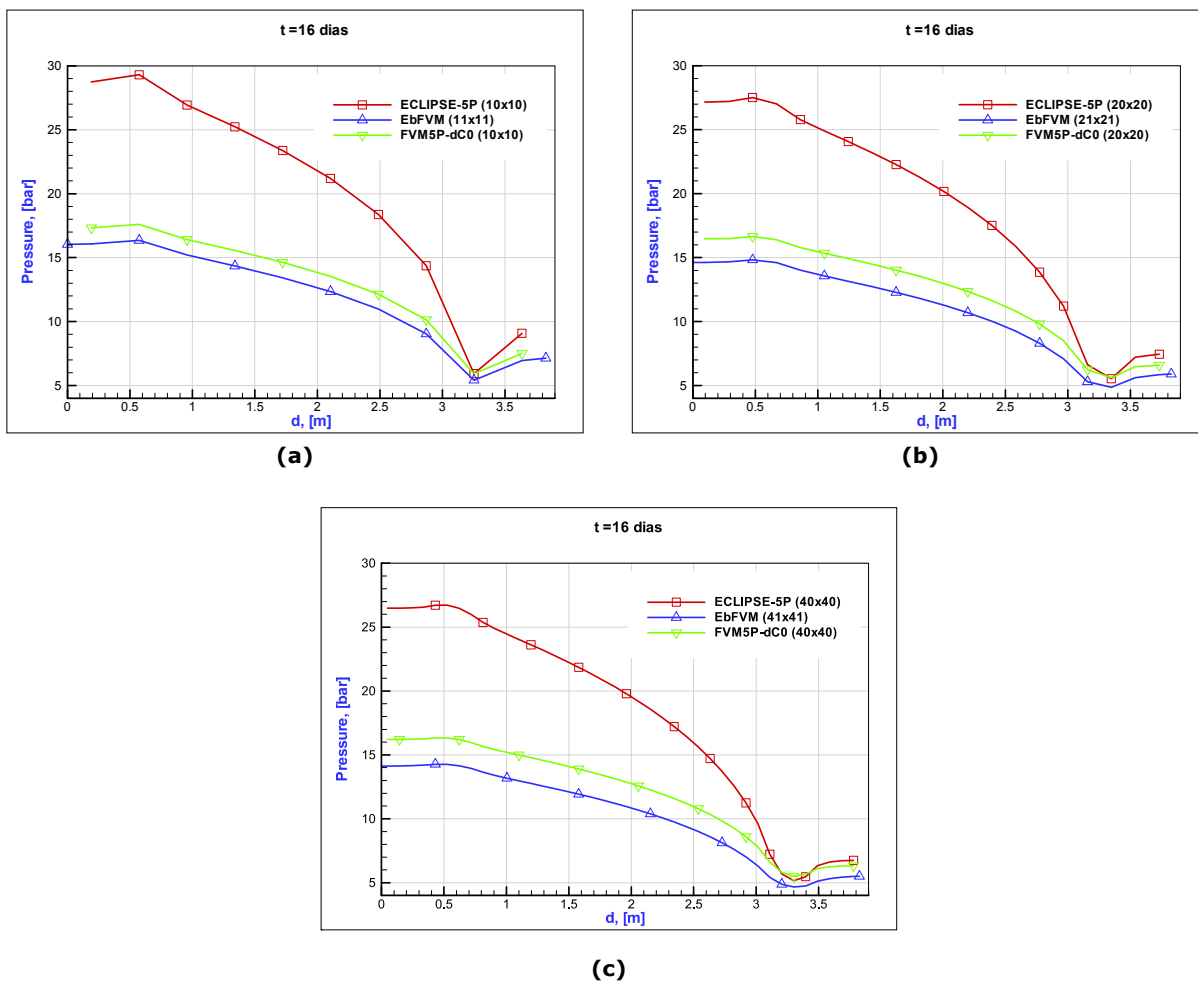 t =16 dias
Pressure, [bar]
30
25
20
15
10
5
ECLIPSE-5P (10x10)
EbFVM (11x11)
FVM5P-dC0 (10x10)
0 0.5 1 1.5 2 2.5 3 3.5
d, [m]
(a)
t =16 dias
Pressure, [bar]
30
25
20
15
10
5
ECLIPSE-5P (20x20)
EbFVM (21x21)
FVM5P-dC0 (20x20)
0 0.5 1 1.5 2 2.5 3 3.5
d, [m]
(b)
t =16 dias
Pressure, [bar]
30
25
20
15
10
5
ECLIPSE-5P (40x40)
EbFVM (41x41)
FVM5P-dC0 (40x40)
0 0.5 1 1.5 2 2.5 3 3.5
d, [m]
(c)